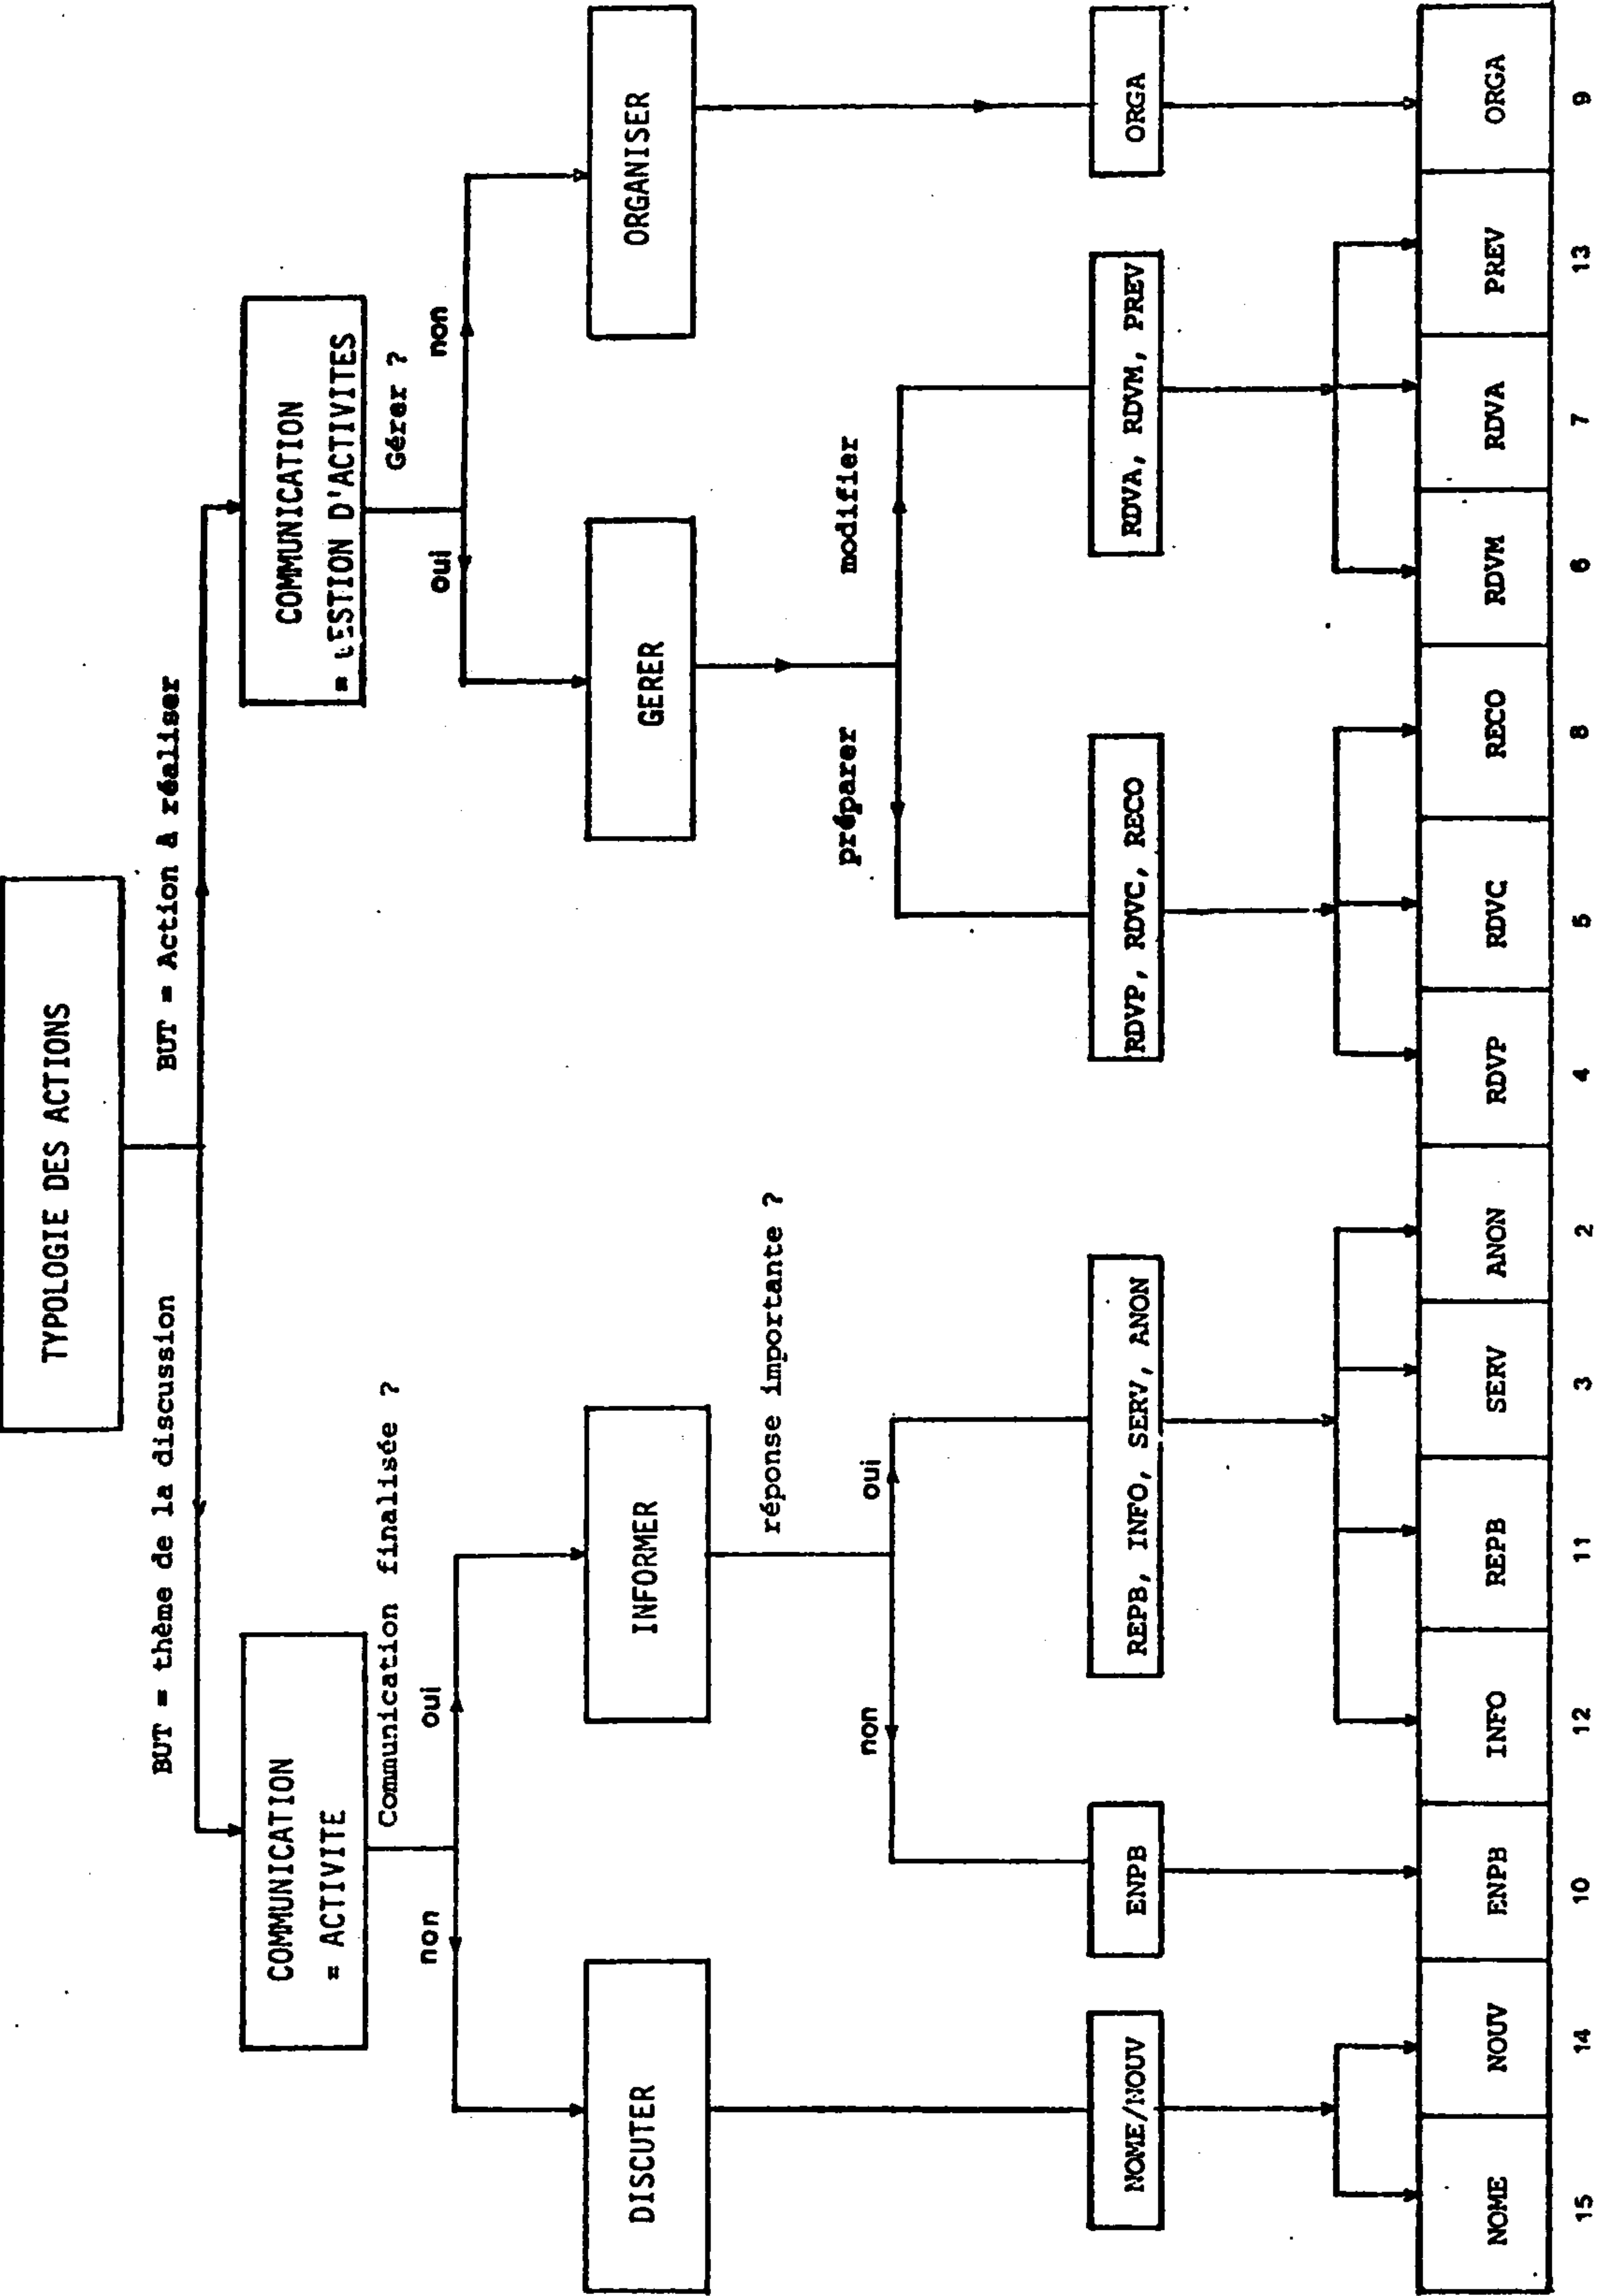 TYPOLOGIE DES ACTIONS
BUT = thème de la discussion
BUT = Action à réaliser
COMMUNICATION
= ACTIVITE
COMMUNICATION
= GESTION D'ACTIVITES
Communication finalisée ?
Gérer ?
non
oui
oui
non
DISCUTER
INFORMER
GERER
ORGANISER
réponse importante ?
non
oui
préparer
modifier
NOME/NOUV
ENPB
REPB, INFO, SERV, ANON
RDVP, RDVC, RECO
RDVA, RDVM, PREV
ORGA
NOME
NOUV
ENPB
INFO
REPB
SERV
ANON
RDVP
RDVC
RECO
RDVM
RDVA
PREV
ORGA
15
14
10
12
11
3
2
4
5
8
6
7
13
9